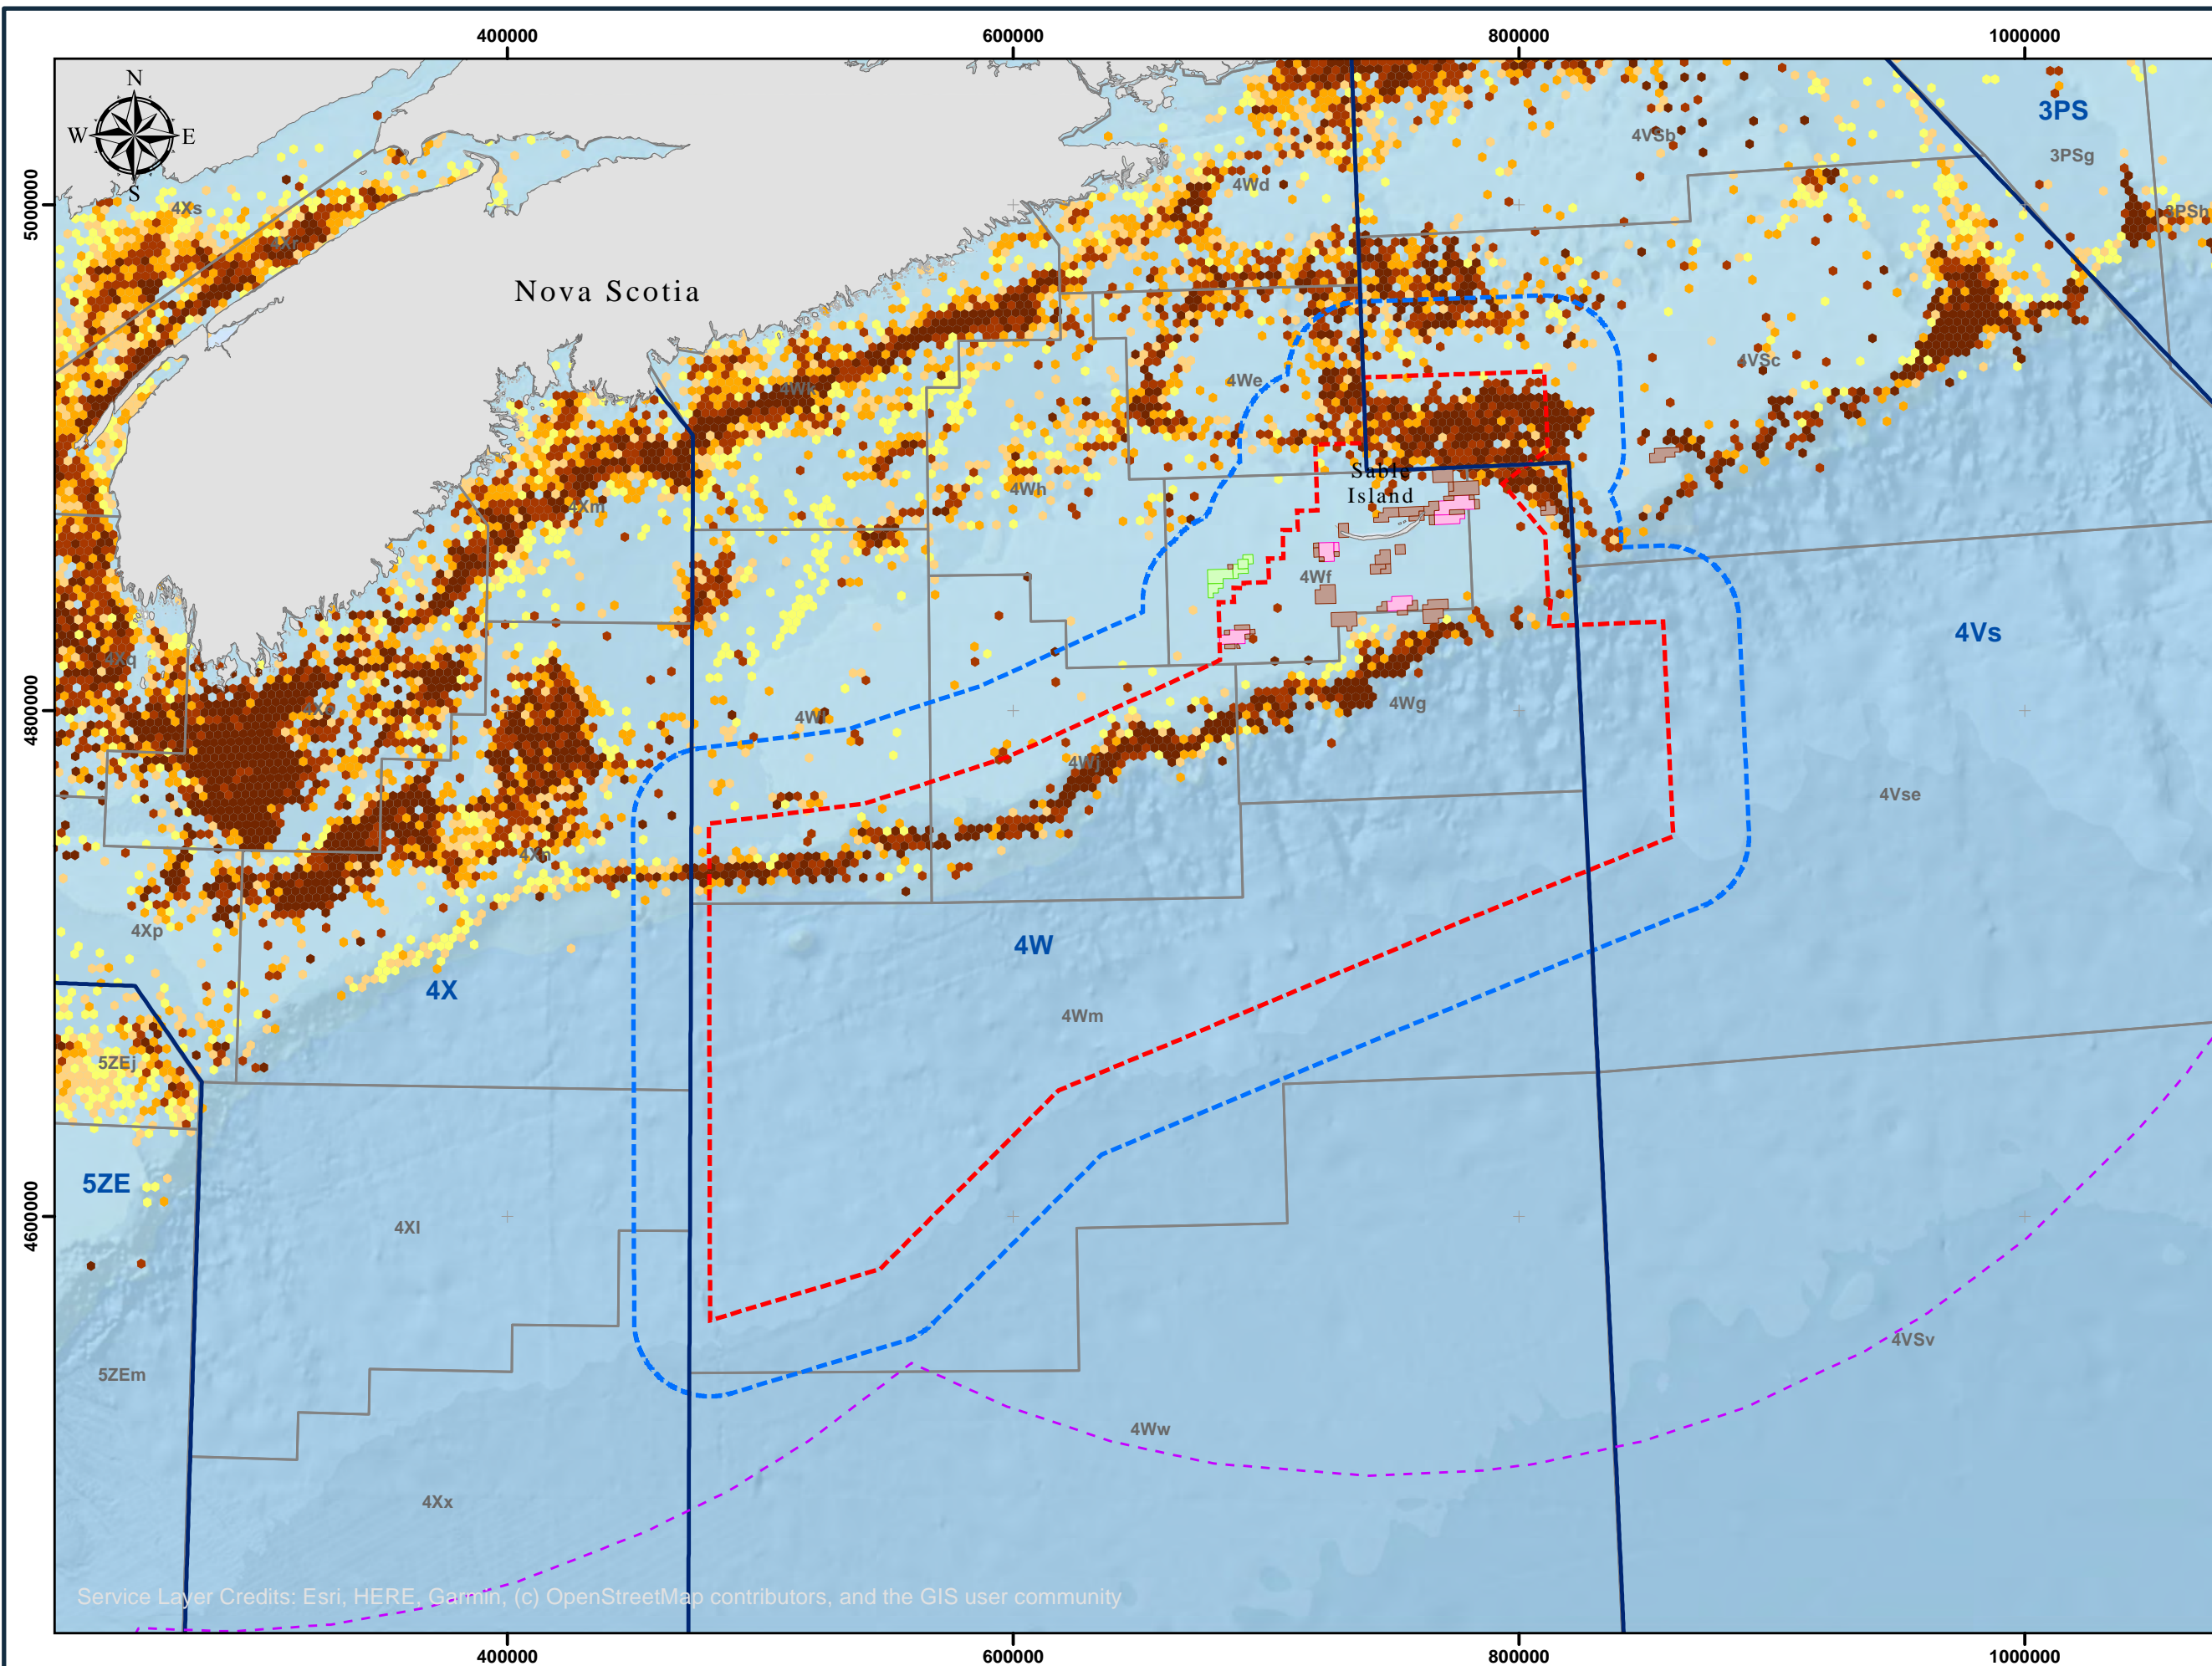 400000 600000 800000 1000000
N
W E
S
3PS
4VSb
3PSg
4Wd
5000000
4Xs
3PSh
4Xr
Nova Scotia
4VSc
4We
4Wk
Sable
Island
4Wh
4Xm
4Wf
4Vs
4Xq
4Xo
4Wg
4800000
4Wi
4Wj
4Vse
4Xn
4Xp
4W
4X
4Wm
5ZEj
5ZE
4600000
4Xl
4VSv
5ZEm
4Ww
4Xx
Service Layer Credits: Esri, HERE, Garmin, (c) OpenStreetMap contributors, and the GIS user community
400000 600000 800000 1000000